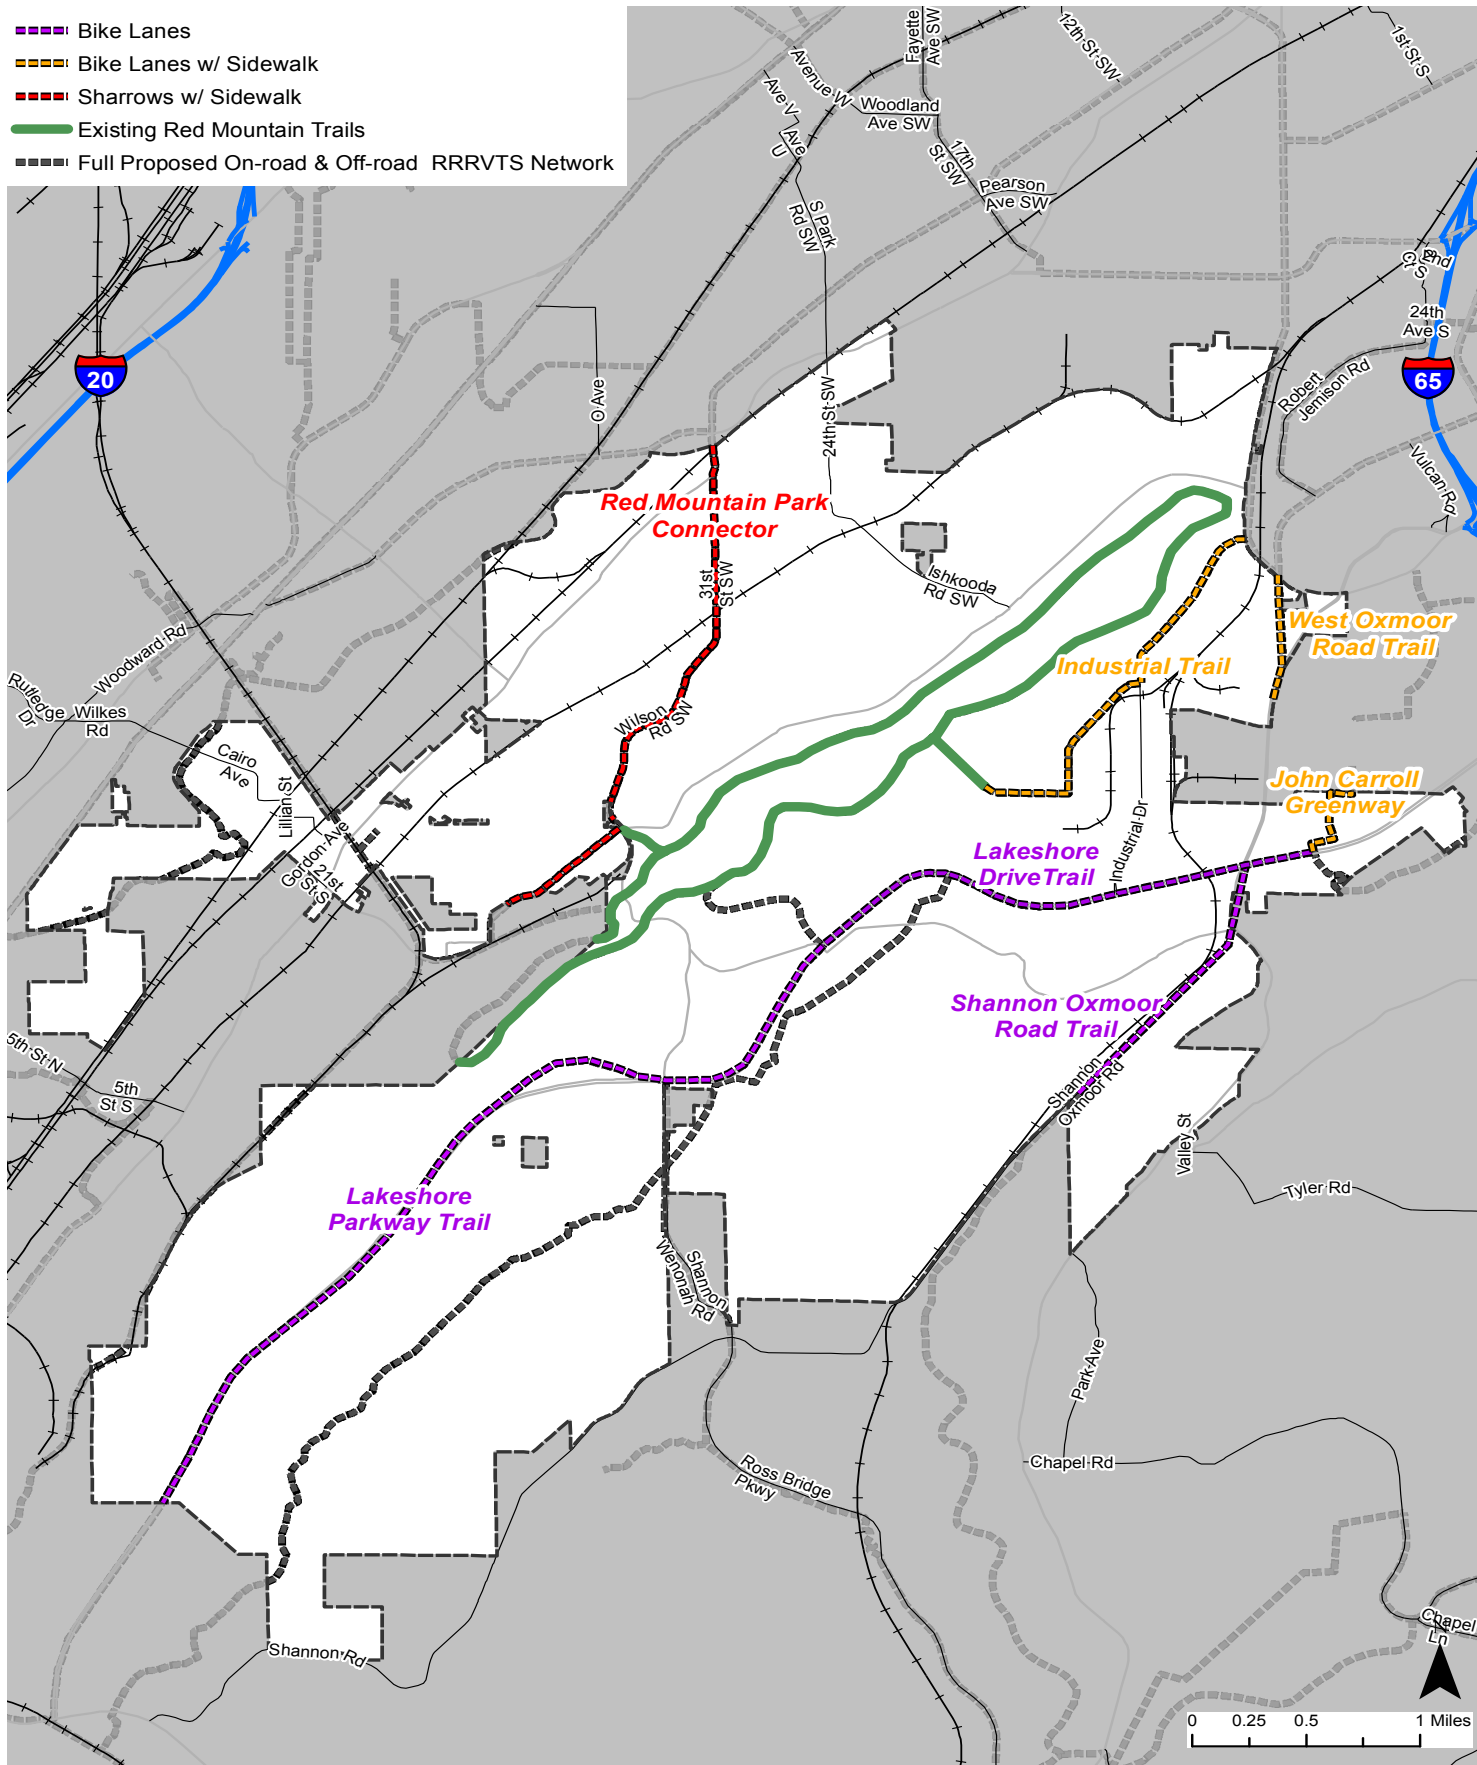 Bike Lanes
Bike Lanes w/ Sidewalk
Sharrows w/ Sidewalk
Existing Red Mountain Trails
Full Proposed On-road & Off-road RRRVTS Network
Fayette
Ave SW
12th St SW
1st St S
Avenue W
Ave V
Ave
U
Woodland
Ave SW
17th
St SW
Pearson
Ave SW
S Park
Rd SW
2nd
Ct S
24th
Ave S
20
65
Robert
Jemison Rd
O Ave
24th St SW
Vulcan Rd
Red Mountain Park
Connector
31st
St SW
Ishkooda
Rd SW
West Oxmoor
Road Trail
Industrial Trail
Woodward Rd
Rutledge
Dr
Wilkes
Rd
Wilson
Rd SW
Cairo
Ave
Lillian St
John Carroll
Greenway
Gordon Ave
21st
St S
Industrial Dr
Lakeshore
DriveTrail
Shannon Oxmoor
Road Trail
5th St N
5th
St S
Shannon
Oxmoor Rd
Valley St
Tyler Rd
Lakeshore
Parkway Trail
Shannon
Wenonah Rd
Park Ave
Chapel Rd
Ross Bridge
Pkwy
Chapel
Ln
N
Shannon Rd
0 0.25 0.5 1 Miles